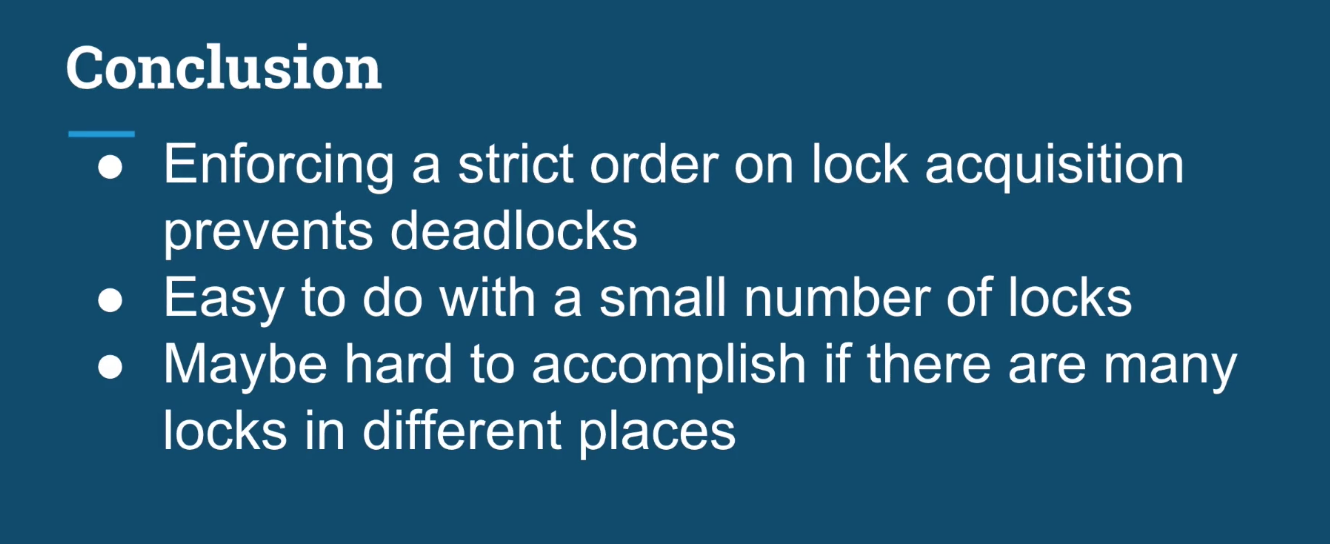 Conclusion
● Enforcing a strict order on lock acquisition
prevents deadlocks
● Easy to do with a small number of locks
● Maybe hard to accomplish if there are many
locks in different places